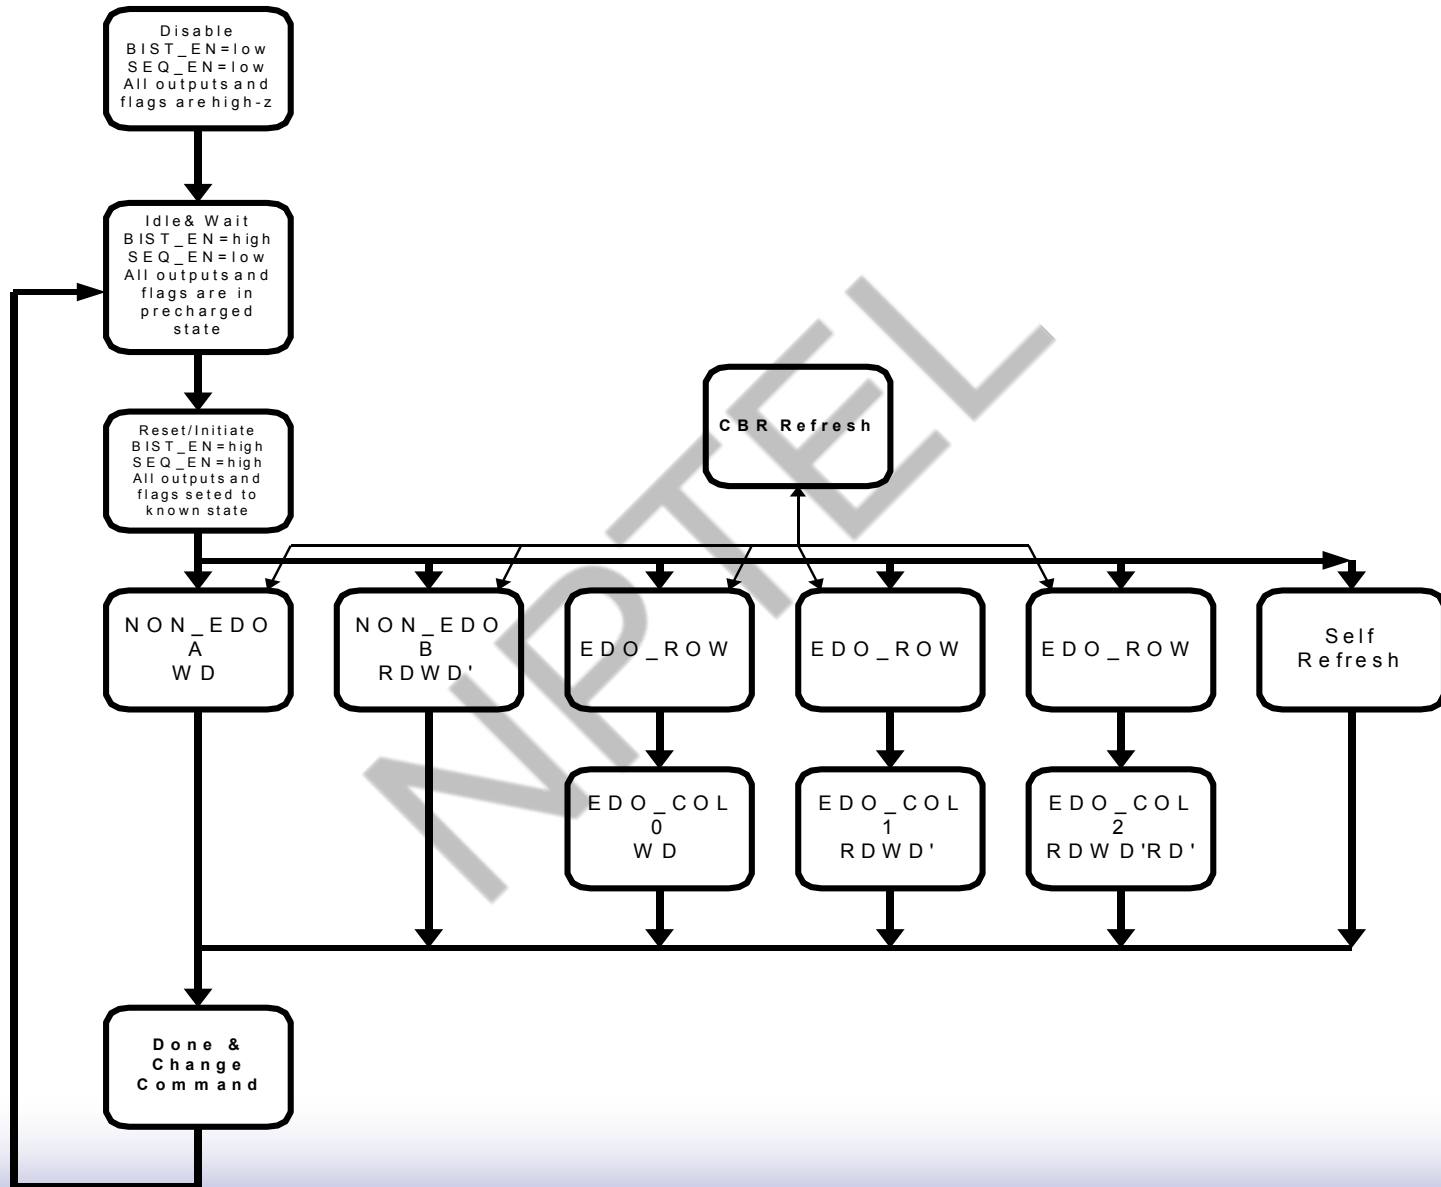 Disable
BIST_EN=low
SEQ_EN=low
All outputs and
flags are high-z
Idle & Wait
BIST_EN=high
SEQ_EN=low
All outputs and
flags are in
precharged
state
Reset/Initiate
BIST_EN=high
SEQ_EN=high
All outputs and
flags seted to
known state
CBR Refresh
NON_EDO
A
WD
NON_EDO
B
RDWD'
EDO_ROW
EDO_ROW
EDO_ROW
Self
Refresh
EDO_COL
0
WD
EDO_COL
1
RDWD'
EDO_COL
2
RDWD'RD'
Done &
Change
Command
NPTEL